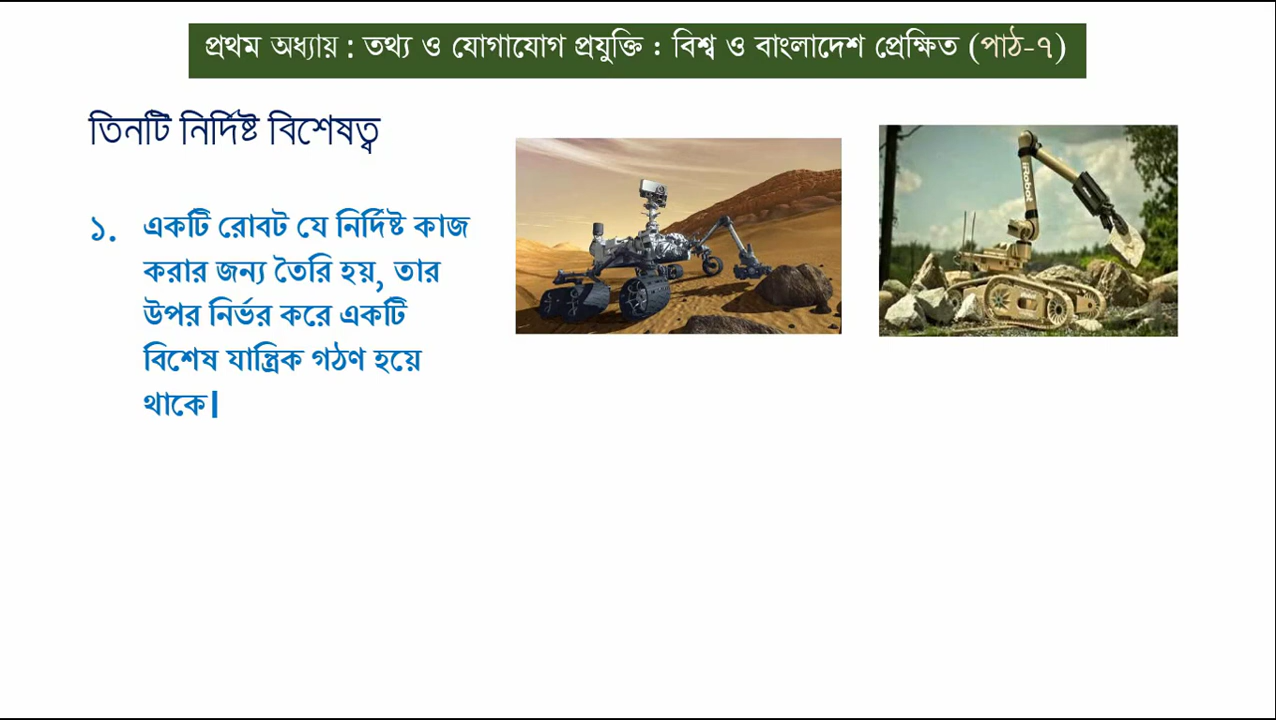 প্রথম অধ্যায় : তথ্য ও যোগাযোগ প্রযুক্তি : বিশ্ব ও বাংলাদেশ প্রেক্ষিত (পাঠ-৭)
তিনটি নির্দিষ্ট বিশেষত্ব
১. একটি রোবট যে নির্দিষ্ট কাজ
করার জন্য তৈরি হয়, তার
উপর নির্ভর করে একটি
বিশেষ যান্ত্রিক গঠণ হয়ে
থাকে।
iRobot